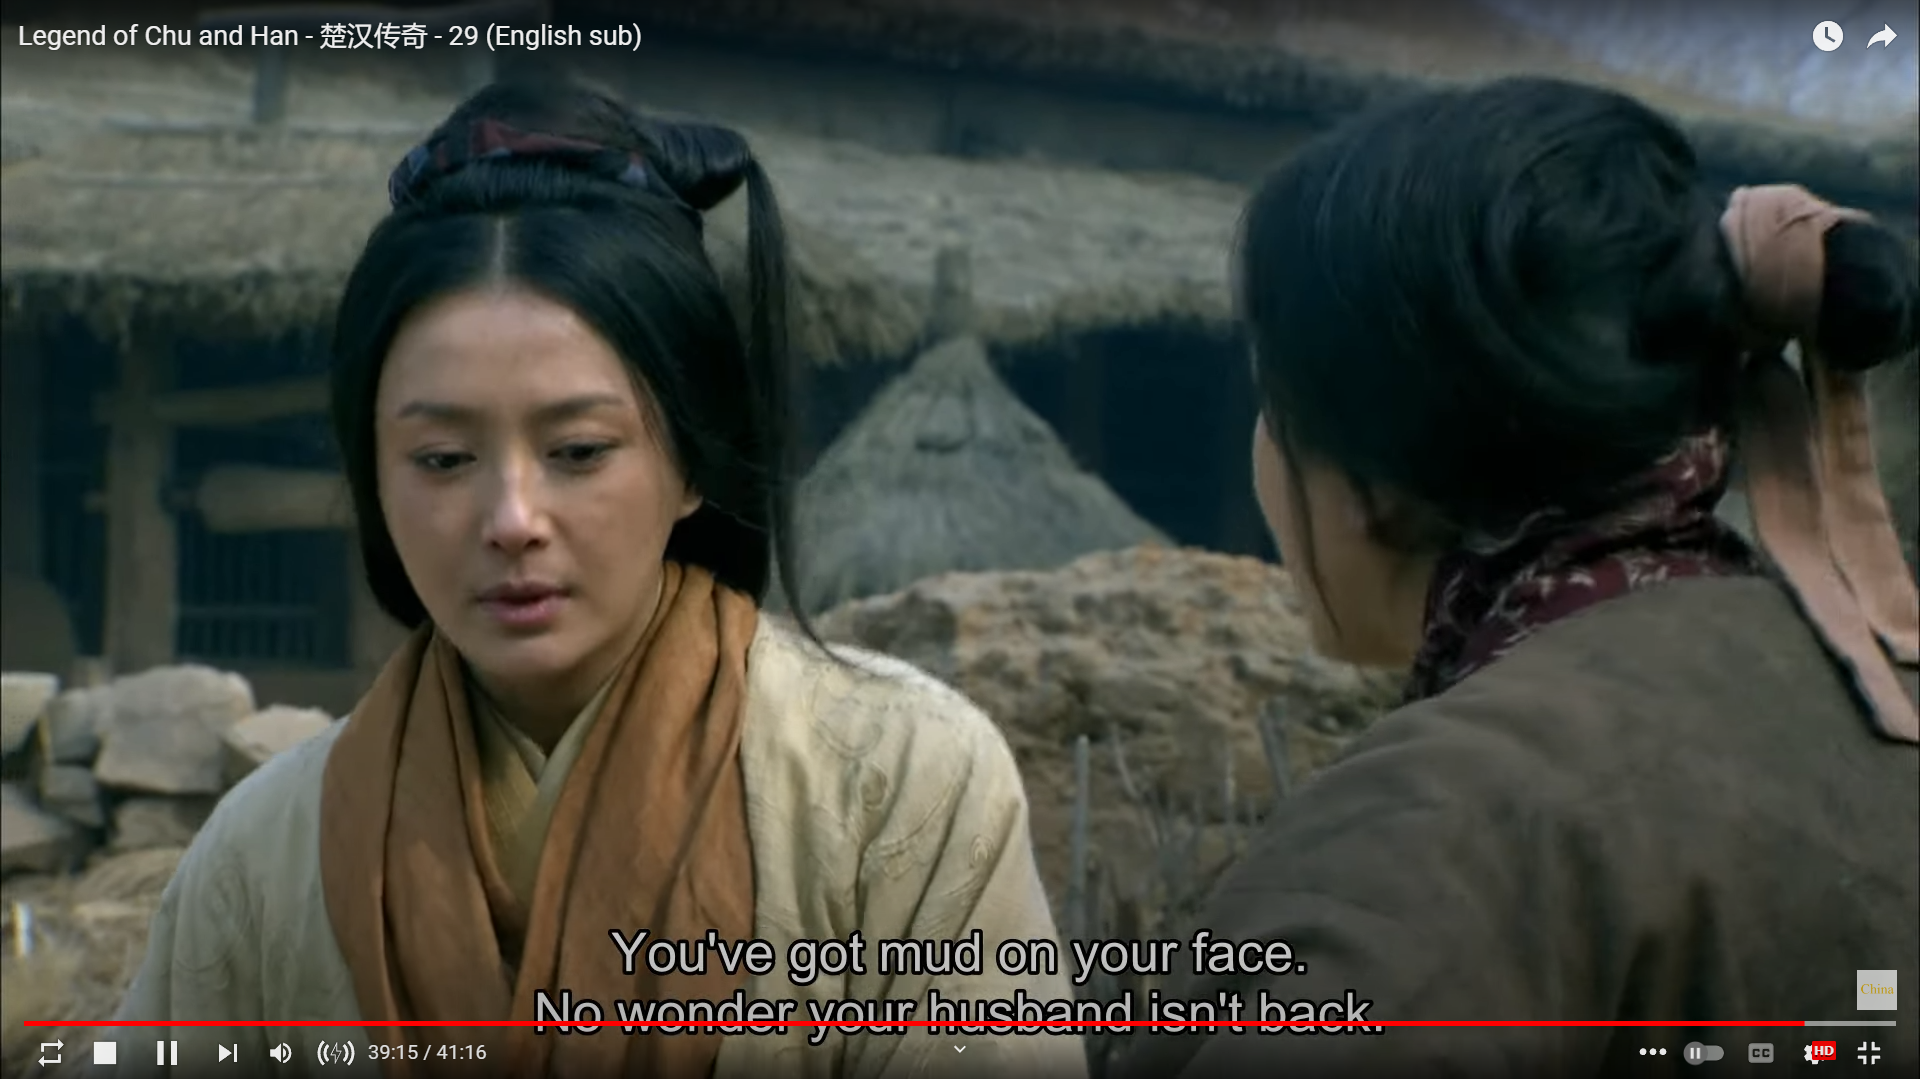 Legend of Chu and Han - 楚汉传奇 - 29 (English sub)
You've got mud on your face.
No wonder your husband isn't back.
China
39:15 / 41:16
CC
HD